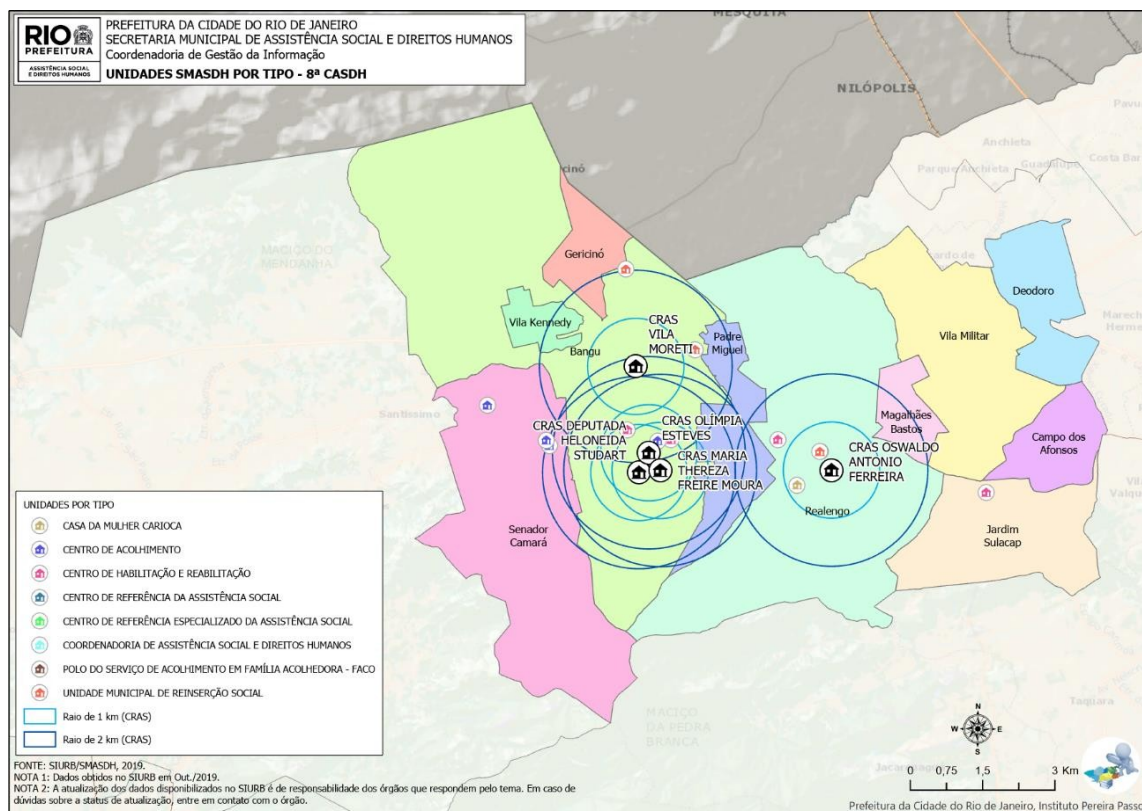 RIO
PREFEITURA
ASSISTÊNCIA SOCIAL
E DIREITOS HUMANOS
PREFEITURA DA CIDADE DO RIO DE JANEIRO
SECRETARIA MUNICIPAL DE ASSISTÊNCIA SOCIAL E DIREITOS HUMANOS
Coordenadoria de Gestão da Informação
UNIDADES SMASDH POR TIPO - 8ª CASDH
MESQUITA
NILÓPOLIS
Anchieta
Parque Anchieta
Guadalupe
Costa Bar
MACIÇO DO
MENDANHA
Gericinó
Vila Kennedy
Bangu
CRAS
VILA
MORETI
Padre
Miguel
Vila Militar
Deodoro
Marech
Herme
Santíssimo
CRAS DEPUTADA
HELONEIDA
STUDART
CRAS OLÍMPIA
ESTEVES
CRAS MARIA
THEREZA
FREIRE MOURA
Magalhães
Bastos
CRAS OSWALDO
ANTONIO
FERREIRA
Campo dos
Afonsos
Realengo
Senador
Camará
Jardim
Sulacap
Vil
Valqu
UNIDADES POR TIPO
CASA DA MULHER CARIOCA
CENTRO DE ACOLHIMENTO
CENTRO DE HABILITAÇÃO E REABILITAÇÃO
CENTRO DE REFERÊNCIA DA ASSISTÊNCIA SOCIAL
CENTRO DE REFERÊNCIA ESPECIALIZADO DA ASSISTÊNCIA SOCIAL
COORDENADORIA DE ASSISTÊNCIA SOCIAL E DIREITOS HUMANOS
POLO DO SERVIÇO DE ACOLHIMENTO EM FAMÍLIA ACOLHEDORA - FACO
UNIDADE MUNICIPAL DE REINSERÇÃO SOCIAL
Raio de 1 km (CRAS)
Raio de 2 km (CRAS)
MACIÇO
DA PEDRA
BRANCA
Taquara
N
W
E
S
0 0,75 1,5 3 Km
FONTE: SIURB/SMASDH, 2019.
NOTA 1: Dados obtidos no SIURB em Out./2019.
NOTA 2: A atualização dos dados disponibilizados no SIURB é de responsabilidade dos órgãos que respondem pelo tema. Em caso de
dúvidas sobre a status de atualização, entre em contato com o órgão.
Prefeitura da Cidade do Rio de Janeiro, Instituto Pereira Passo